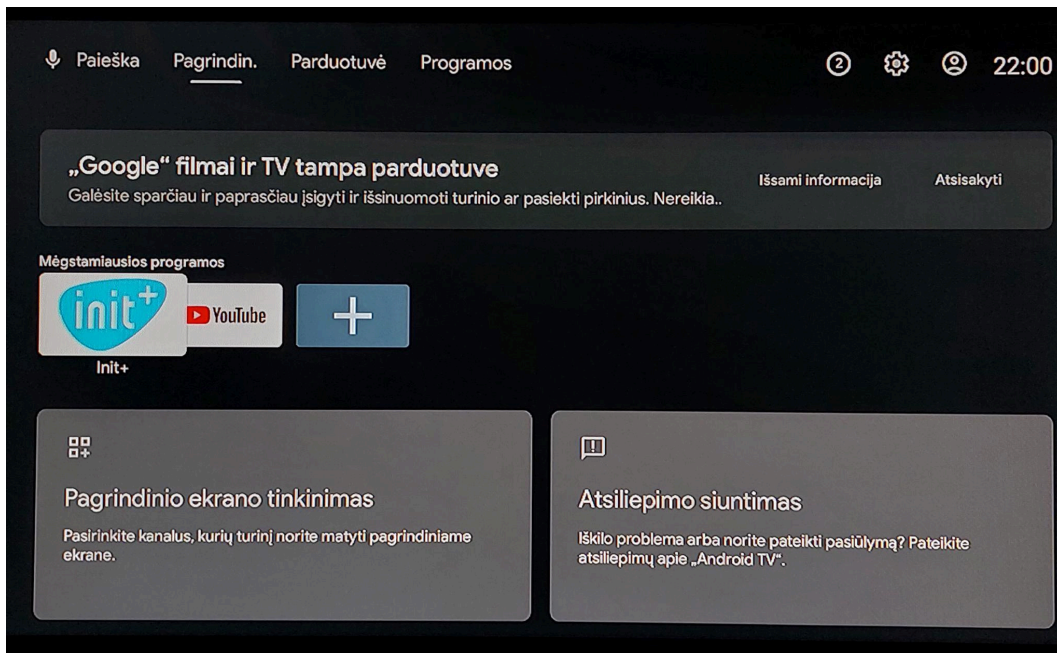 Paieška Pagrindin. Parduotuvė Programos 2 22:00
„Google“ filmai ir TV tampa parduotuve
Galėsite sparčiau ir paprasčiau įsigyti ir išsinuomoti turinio ar pasiekti pirkinius. Nereikia..
Išsami informacija Atsisakyti
Mėgstamiausios programos
init+ YouTube
Init+
Pagrindinio ekrano tinkinimas
Pasirinkite kanalus, kurių turinį norite matyti pagrindiniame
ekrane.
Atsiliepimo siuntimas
Iškilo problema arba norite pateikti pasiūlymą? Pateikite
atsiliepimų apie „Android TV“.